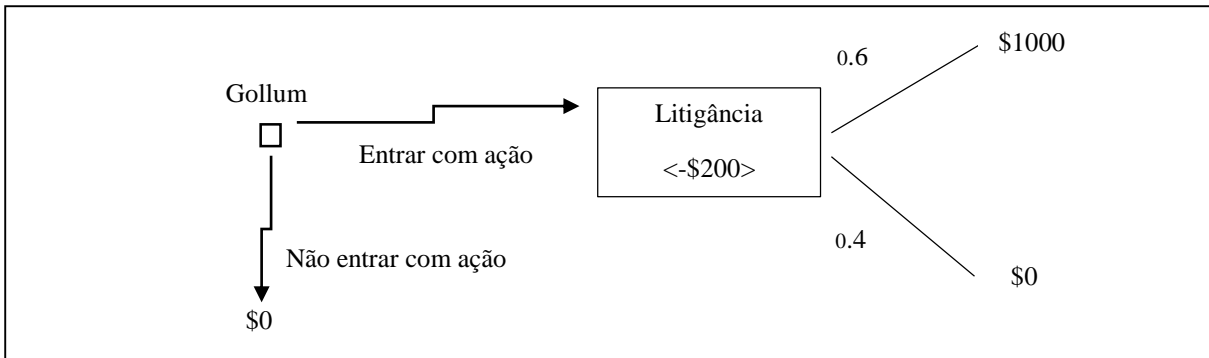 $1000
0.6
Gollum
Litigância
<-$200>
Entrar com ação
0.4
Não entrar com ação
$0
$0